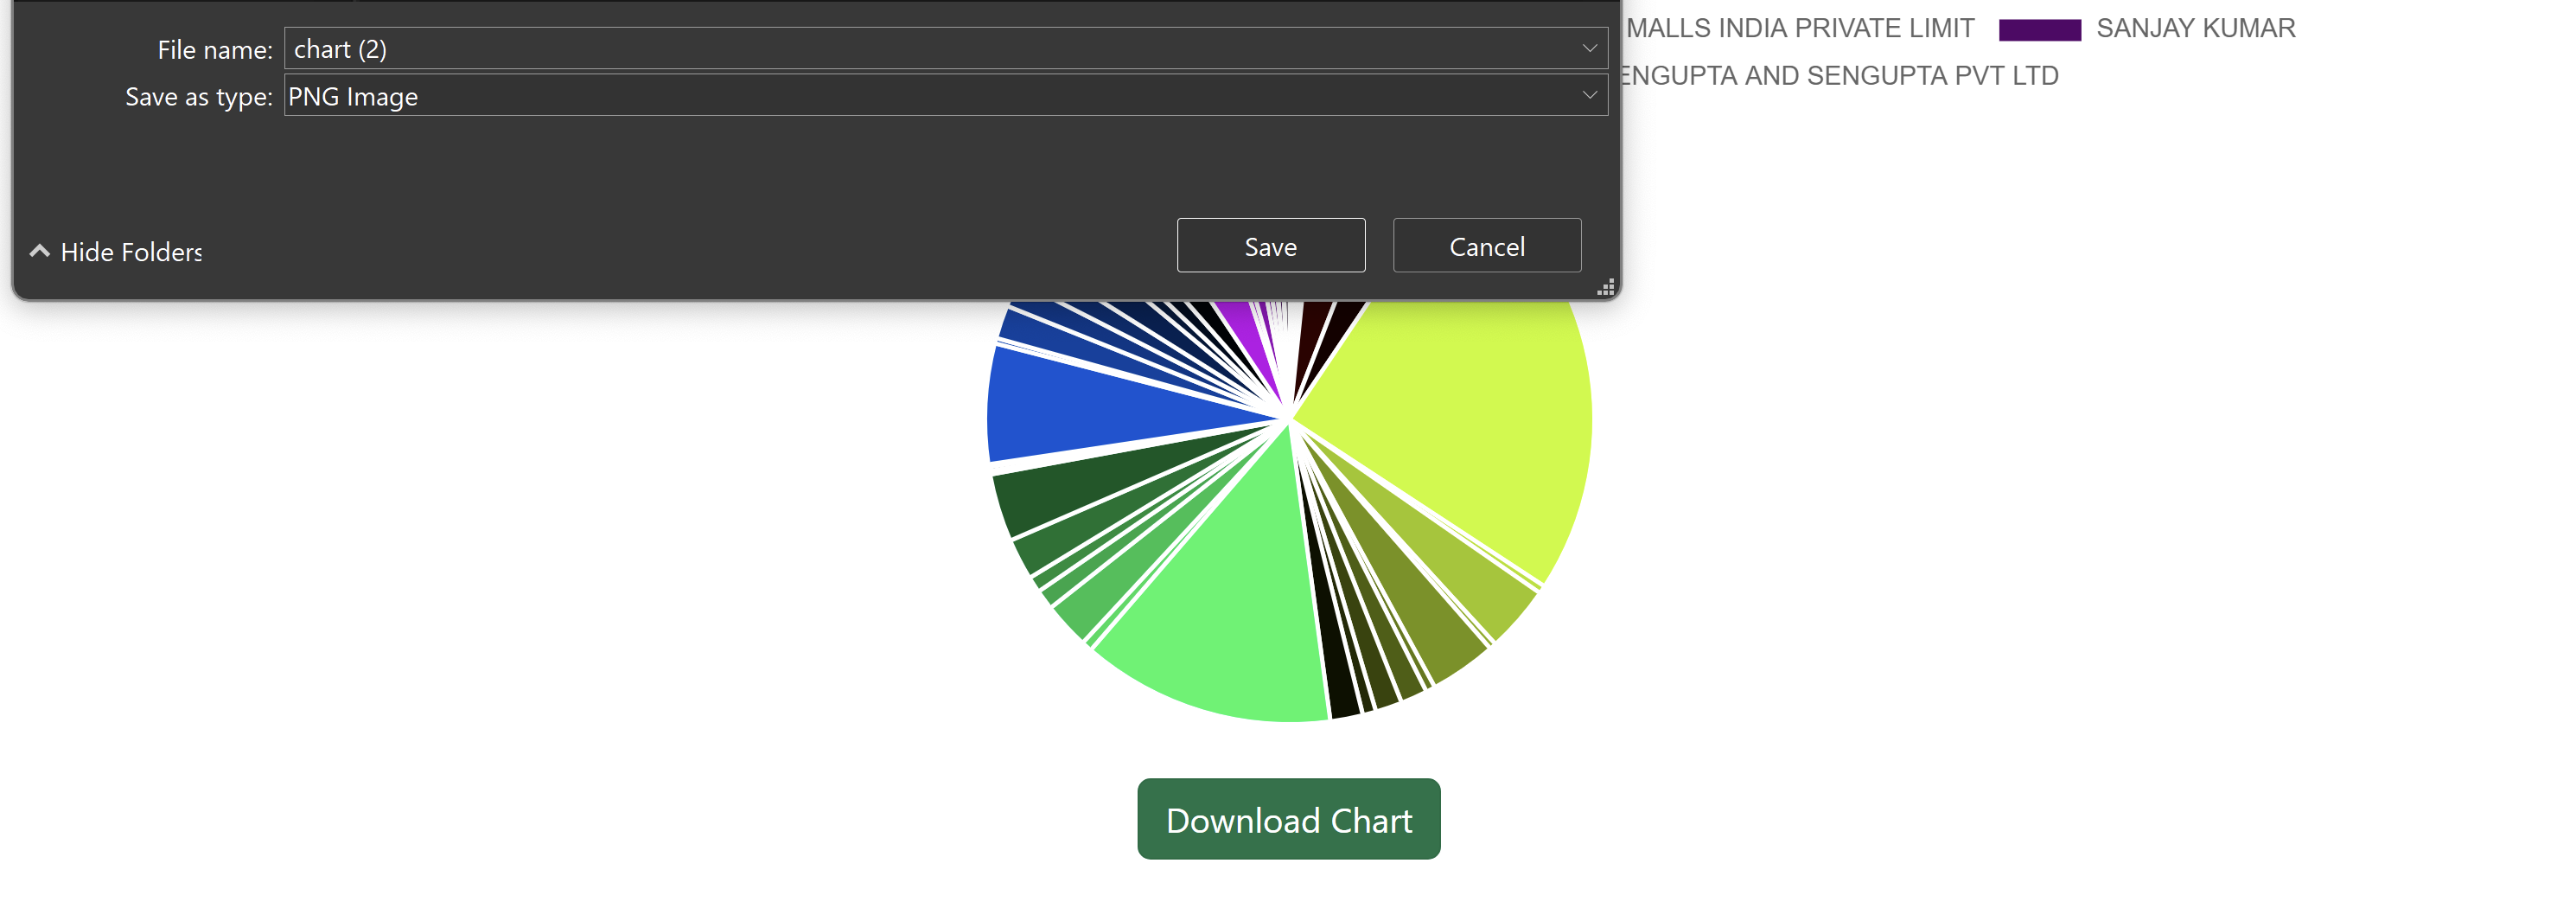 File name: chart (2)
Save as type: PNG Image
Hide Folders
Save Cancel
MALLS INDIA PRIVATE LIMIT SANJAY KUMAR
ENGUPTA AND SENGUPTA PVT LTD
Download Chart